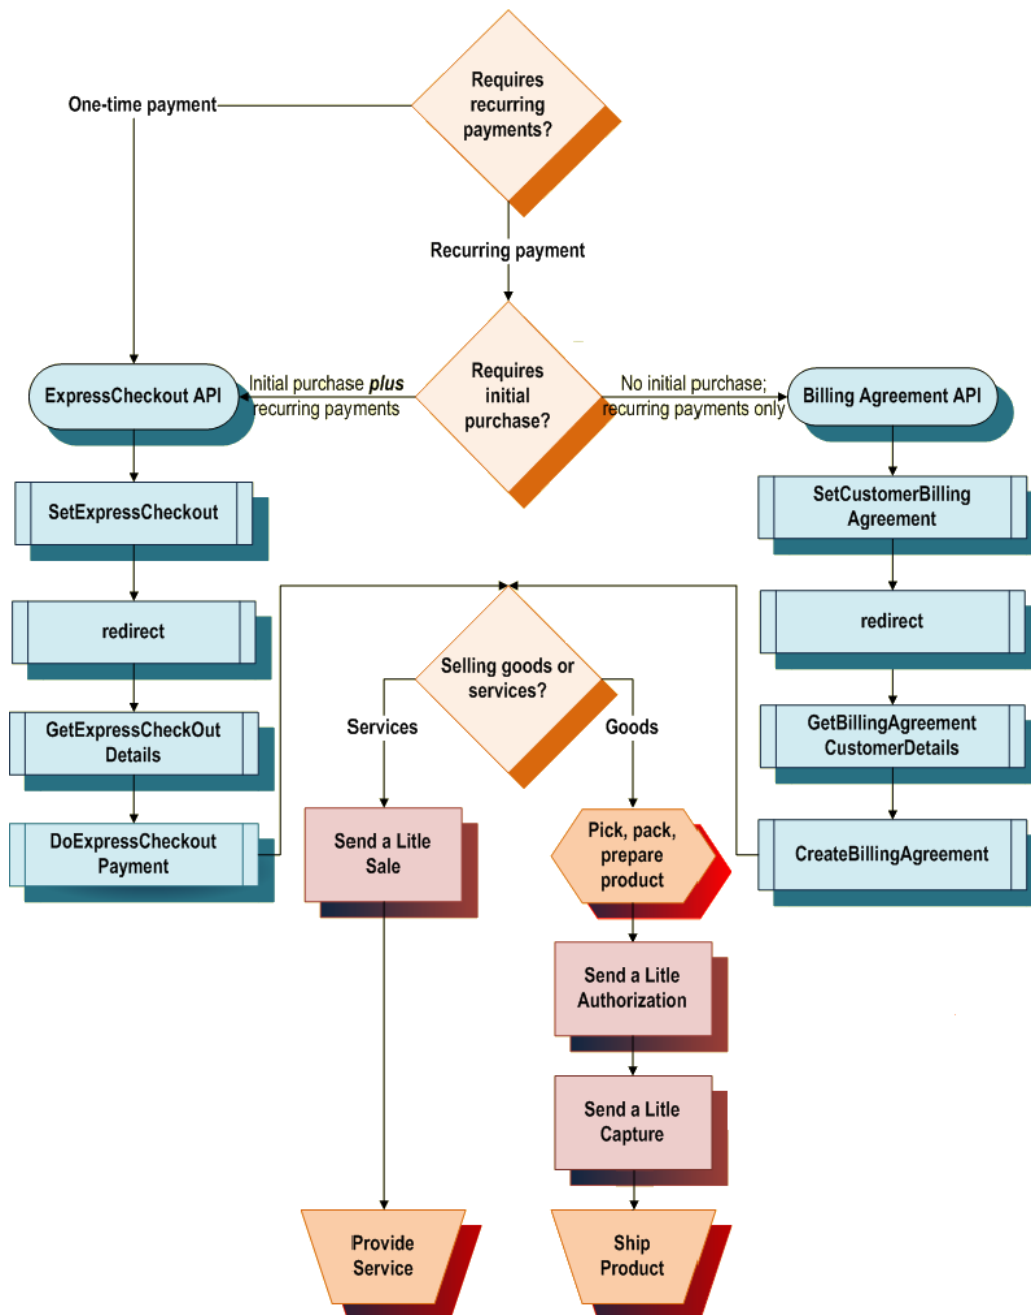 Requires
recurring
payments?
One-time payment
Recurring payment
Requires
initial
purchase?
Initial purchase plus
recurring payments
No initial purchase;
recurring payments only
ExpressCheckout API
Billing Agreement API
SetExpressCheckout
redirect
GetExpressCheckOut
Details
DoExpressCheckout
Payment
SetCustomerBilling
Agreement
redirect
GetBillingAgreement
CustomerDetails
CreateBillingAgreement
Selling goods or
services?
Services
Goods
Send a Litle
Sale
Pick, pack,
prepare
product
Send a Litle
Authorization
Send a Litle
Capture
Provide
Service
Ship
Product